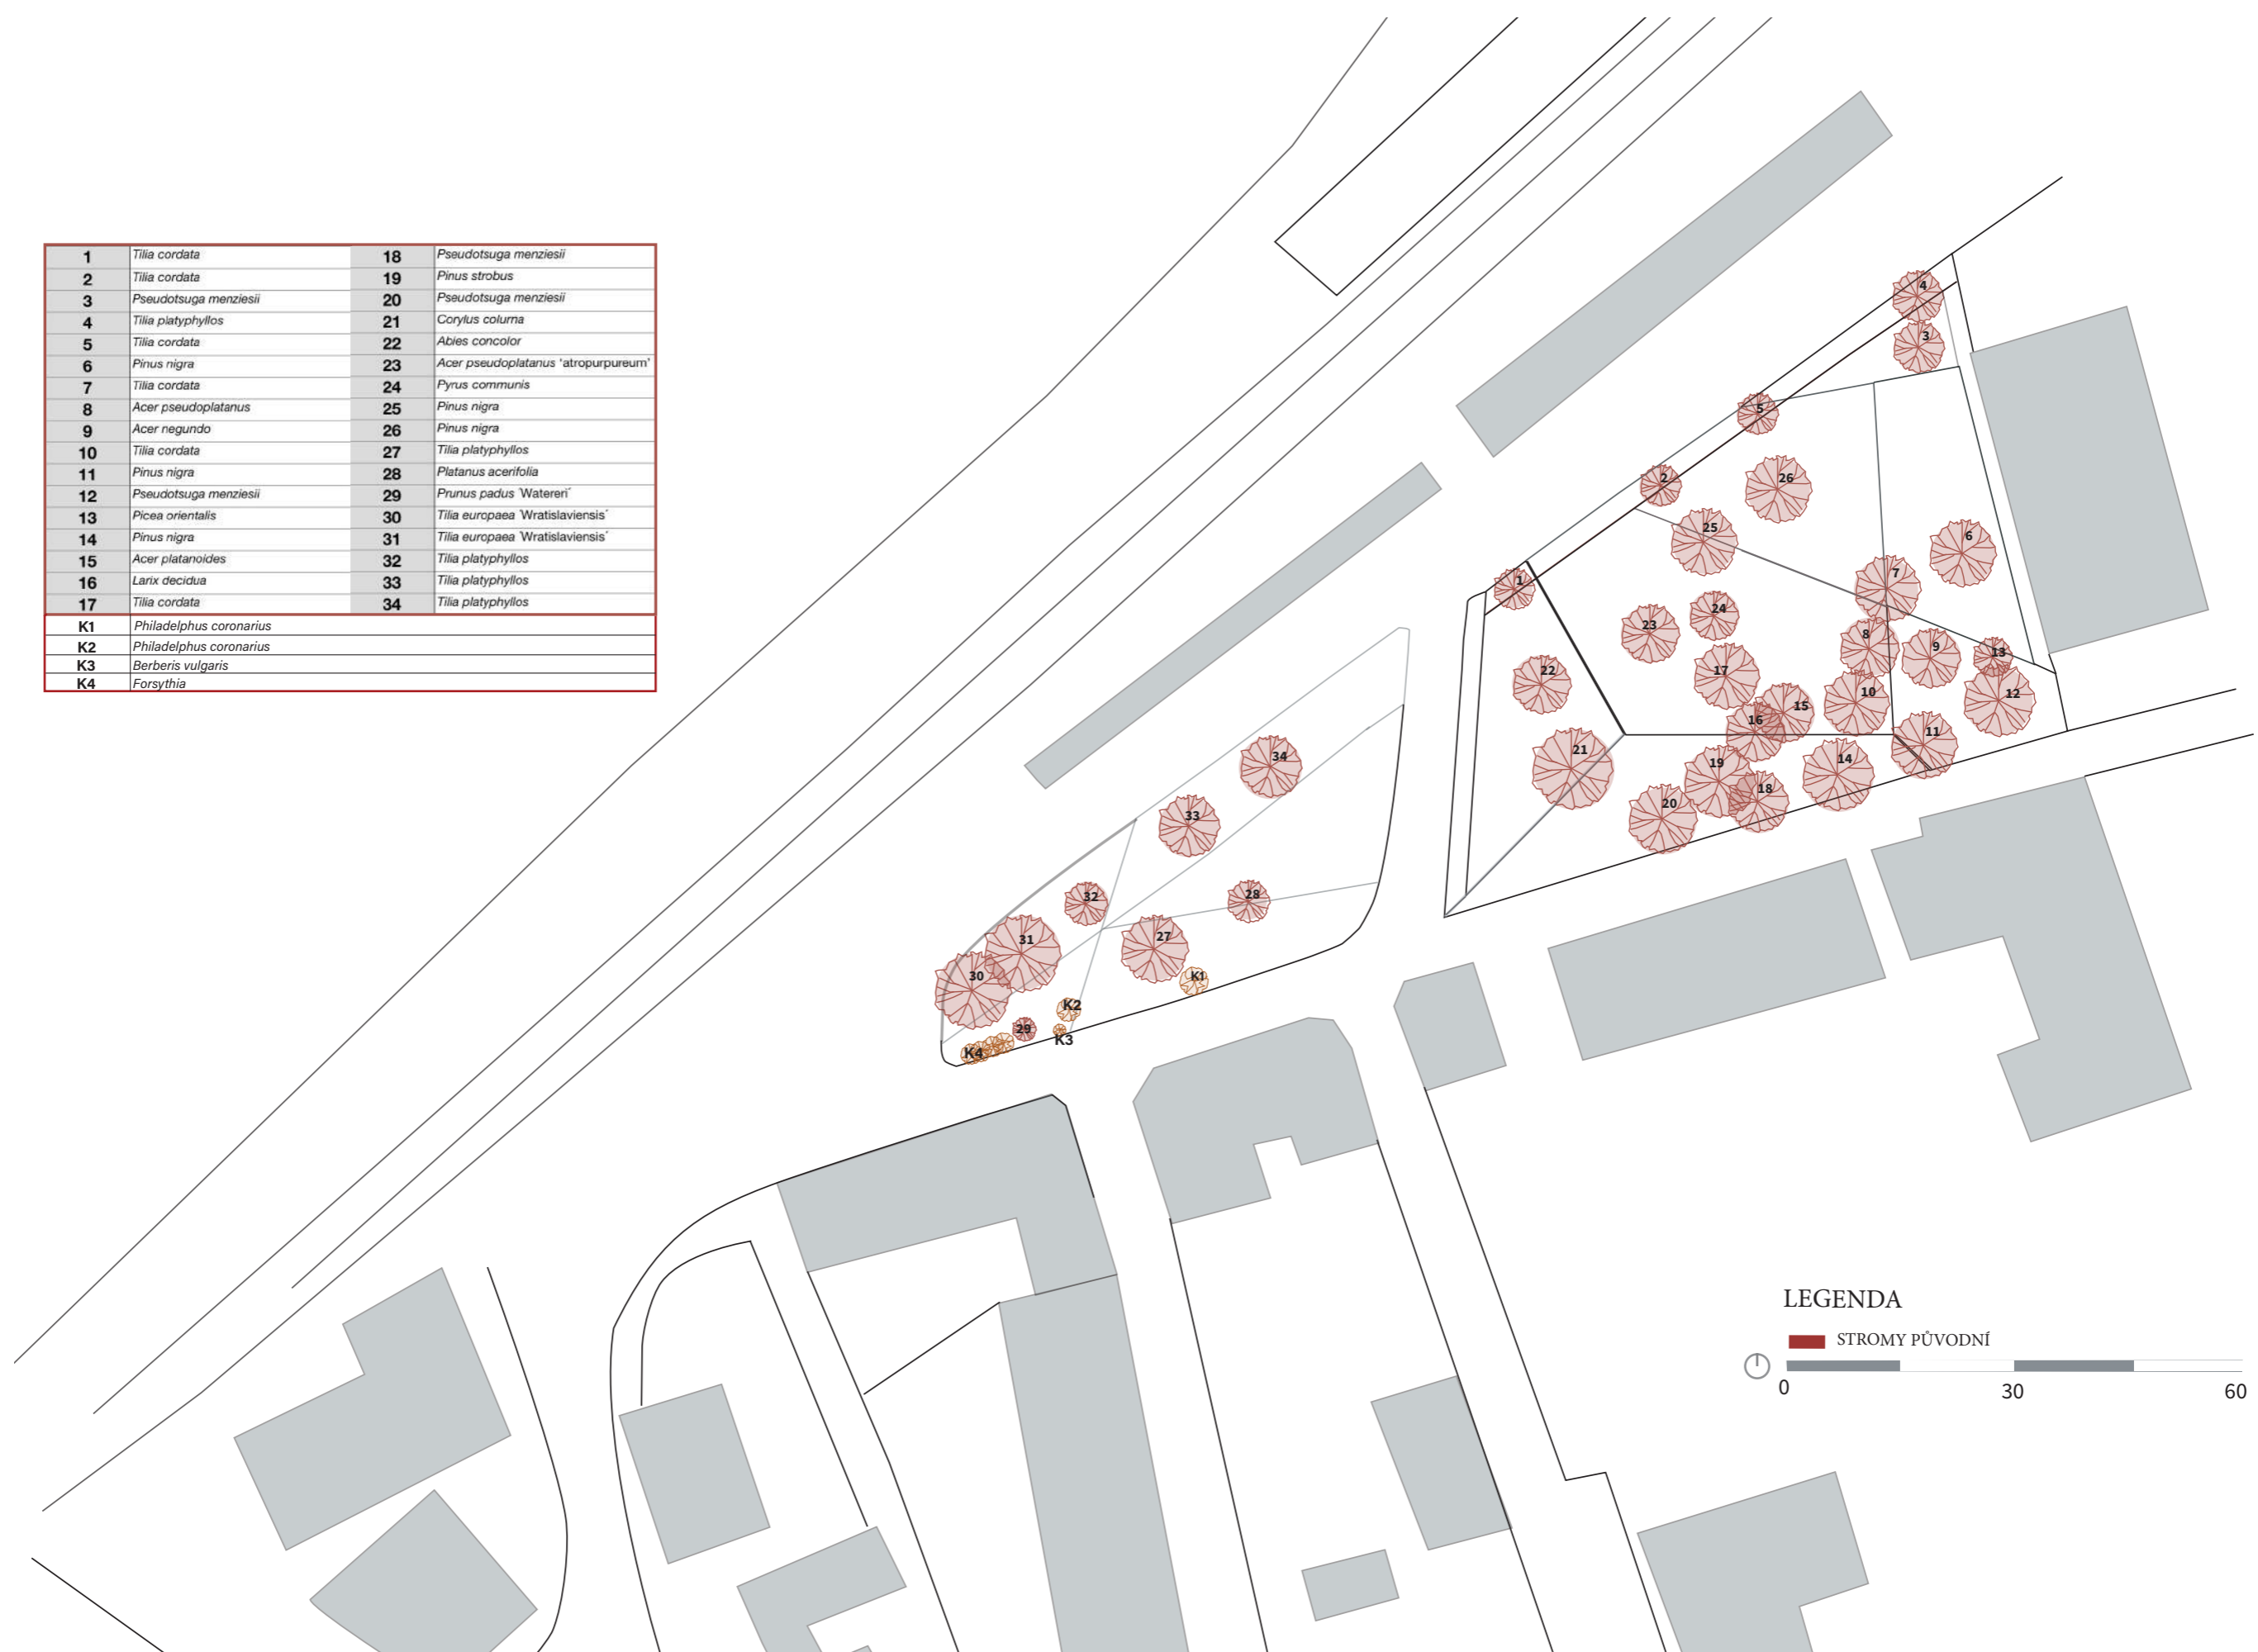 1 Tilia cordata 18 Pseudotsuga menziesii
2 Tilia cordata 19 Pinus strobus
3 Pseudotsuga menziesii 20 Pseudotsuga menziesii
4 Tilia platyphyllos 21 Corylus colurna
5 Tilia cordata 22 Abies concolor
6 Pinus nigra 23 Acer pseudoplatanus 'atropurpureum'
7 Tilia cordata 24 Pyrus communis
8 Acer pseudoplatanus 25 Pinus nigra
9 Acer negundo 26 Pinus nigra
10 Tilia cordata 27 Tilia platyphyllos
11 Pinus nigra 28 Platanus acerifolia
12 Pseudotsuga menziesii 29 Prunus padus ´Watereri´
13 Picea orientalis 30 Tilia europaea ´Wratislaviensis´
14 Pinus nigra 31 Tilia europaea ´Wratislaviensis´
15 Acer platanoides 32 Tilia platyphyllos
16 Larix decidua 33 Tilia platyphyllos
17 Tilia cordata 34 Tilia platyphyllos
K1 Philadelphus coronarius
K2 Philadelphus coronarius
K3 Berberis vulgaris
K4 Forsythia
4
3
5
2
26
25
6
1
7
24
23
8
9
13
22
17
10
12
15
16
11
21
14
19
18
20
34
33
32
28
31
27
30
K1
K2
29
K3
K4
LEGENDA
STROMY PŮVODNÍ
0 30 60